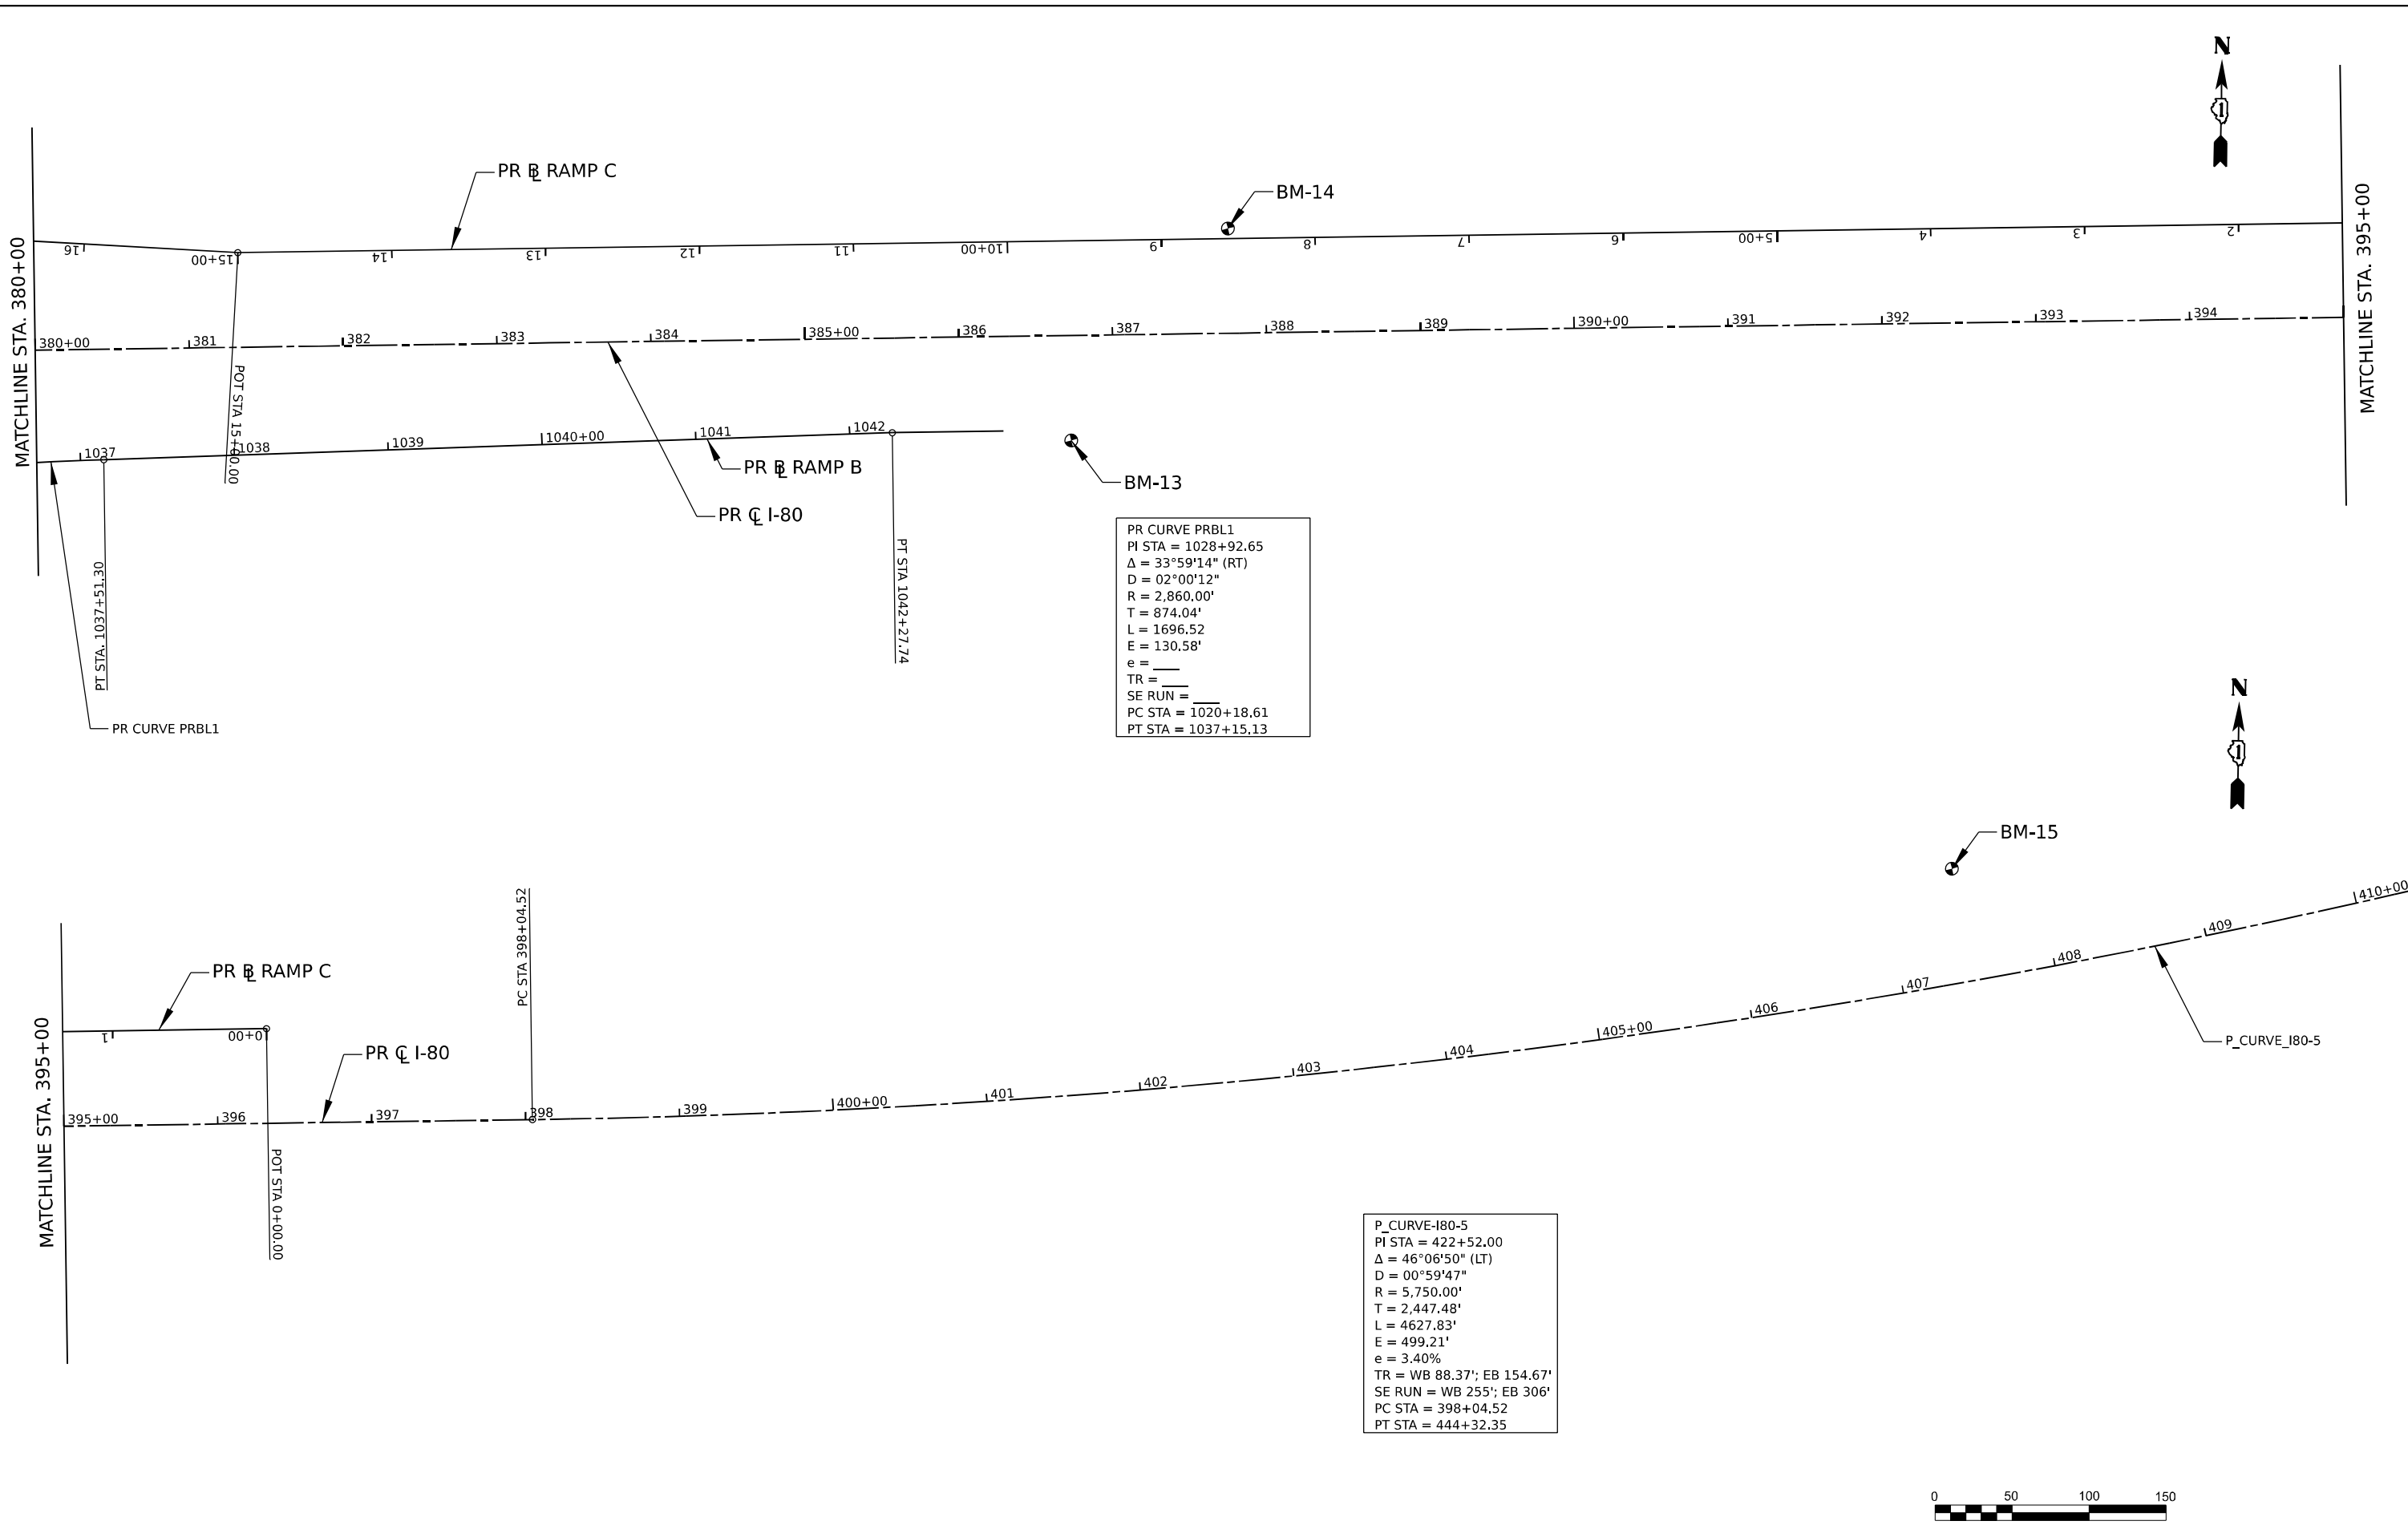 N
1
PR BL RAMP C
BM-14
MATCHLINE STA. 380+00
16
15+00
14
13
12
11
10+00
9
8
7
6
5+00
4
3
2
MATCHLINE STA. 395+00
380+00
381
382
383
384
385+00
386
387
388
389
390+00
391
392
393
394
POT STA 15+00.00
1037
1038
1039
1040+00
1041
1042
PR BL RAMP B
BM-13
PR CL I-80
PT STA. 1037+51.30
PT STA 1042+27.74
PR CURVE PRBL1
PR CURVE PRBL1
PI STA = 1028+92.65
Δ = 33°59'14" (RT)
D = 02°00'12"
R = 2,860.00'
T = 874.04'
L = 1696.52
E = 130.58'
e = ____
TR = ____
SE RUN = ____
PC STA = 1020+18.61
PT STA = 1037+15.13
N
1
BM-15
MATCHLINE STA. 395+00
PR BL RAMP C
1
0+00
PC STA 398+04.52
PR CL I-80
395+00
396
397
398
399
400+00
401
402
403
404
405+00
406
407
408
409
410+00
POT STA 0+00.00
P_CURVE_I80-5
P_CURVE-I80-5
PI STA = 422+52.00
Δ = 46°06'50" (LT)
D = 00°59'47"
R = 5,750.00'
T = 2,447.48'
L = 4627.83'
E = 499.21'
e = 3.40%
TR = WB 88.37'; EB 154.67'
SE RUN = WB 255'; EB 306'
PC STA = 398+04.52
PT STA = 444+32.35
0 50 100 150